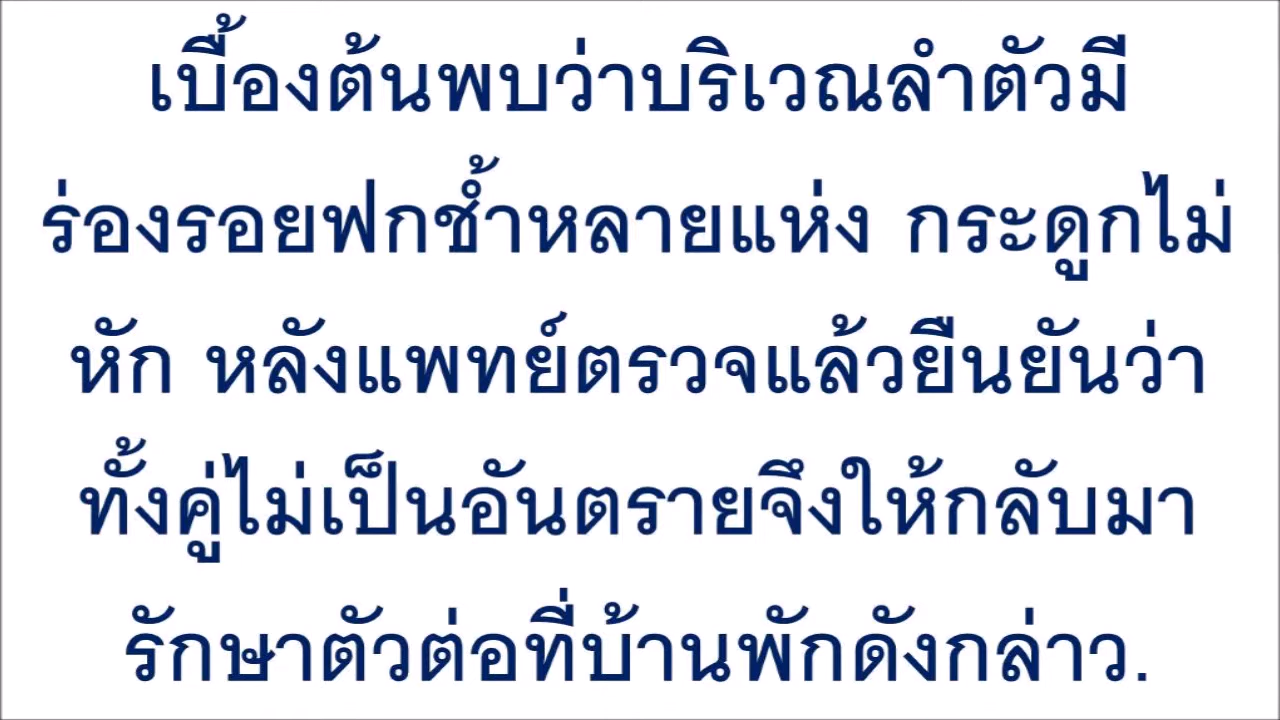 เบื้องต้นพบว่าบริเวณลำตัวมี
ร่องรอยฟกช้ำหลายแห่ง กระดูกไม่
หัก หลังแพทย์ตรวจแล้วยืนยันว่า
ทั้งคู่ไม่เป็นอันตรายจึงให้กลับมา
รักษาตัวต่อที่บ้านพักดังกล่าว.